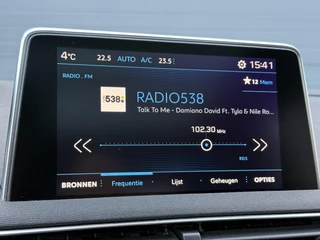 4°C 22.5 AUTO A/C 23.5 15:41
RADIO . FM 12 Mem
538 RADIO538
Talk To Me - Damiano David Ft. Tyla & Nile Ro...
102.30 MHz
RDS
BRONNEN Frequentie Lijst Geheugen OPTIES